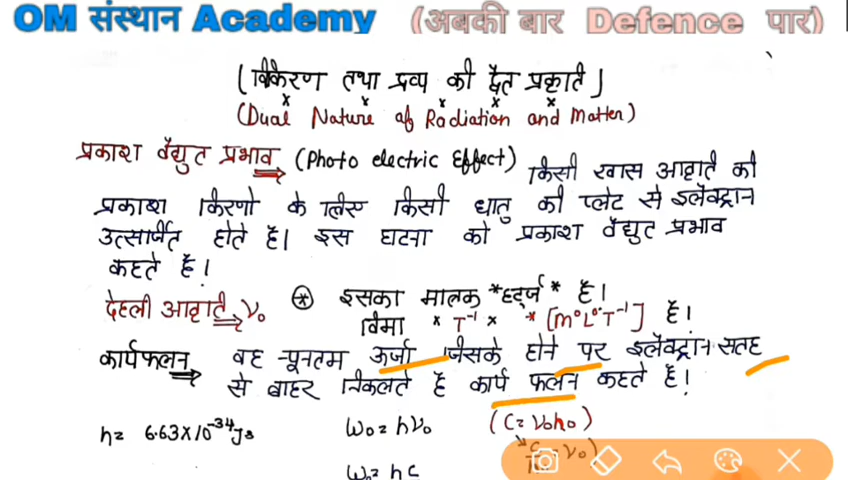 OM संस्थान Academy (अबकी बार Defence पार)
(विकिरण तथा द्रव्य की द्वैत प्रकृति)
(Dual Nature of Radiation and Matter)
प्रकाश वैद्युत प्रभाव ⇒ (Photo electric Effect) किसी खास आवृति की
प्रकाश किरणो के लिए किसी धातु की प्लेट से इलेक्ट्रान
उत्सर्जित होते है। इस घटना को प्रकाश वैद्युत प्रभाव
कहते है!
देहली आवृति ⇒ ν₀ * इसका मात्रक *हर्ट्ज* है!
विमा × T⁻¹ × * [M⁰L⁰T⁻¹] है!
कार्यफलन ⇒ वह न्यूनतम ऊर्जा जिसके होने पर इलेक्ट्रान सतह
से बाहर निकलते है कार्य फलन कहते है!
h = 6.63×10⁻³⁴Js W₀ = hν₀ (C = ν₀λ₀)
W₀ = hc